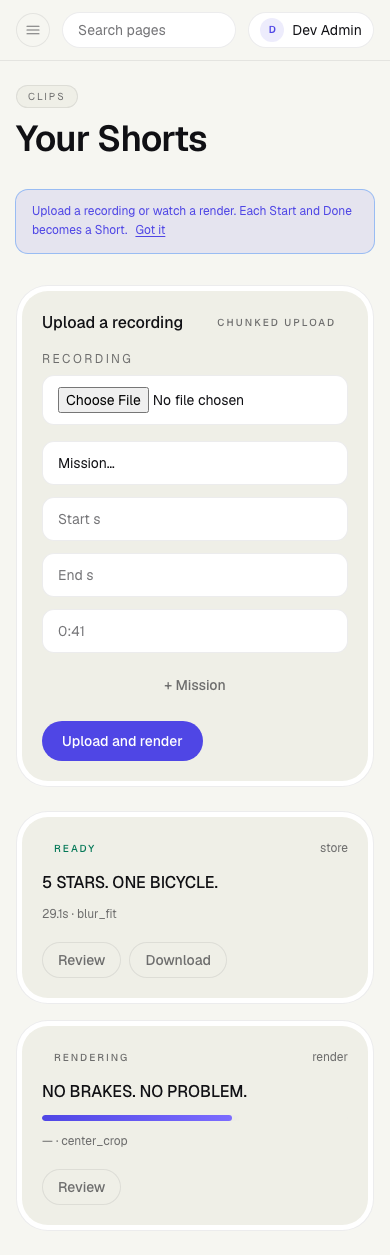 Search pages
D
Dev Admin
CLIPS
Your Shorts
Upload a recording or watch a render. Each Start and Done
becomes a Short. Got it
Upload a recording
CHUNKED UPLOAD
RECORDING
Choose File No file chosen
Mission…
Start s
End s
0:41
+ Mission
Upload and render
READY
store
5 STARS. ONE BICYCLE.
29.1s · blur_fit
Review
Download
RENDERING
render
NO BRAKES. NO PROBLEM.
— · center_crop
Review